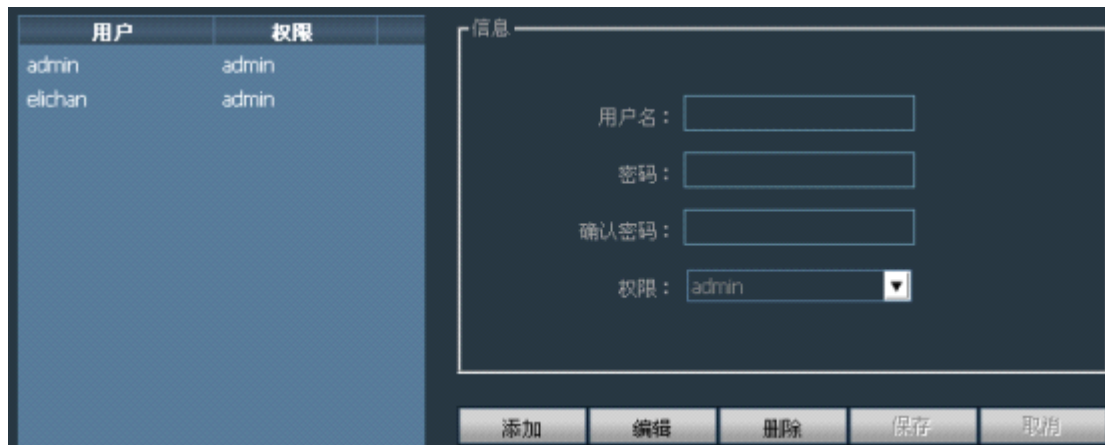 用户 权限
admin admin
elichan admin
信息
用户名：
密码：
确认密码：
权限： admin
添加 编辑 删除 保存 取消